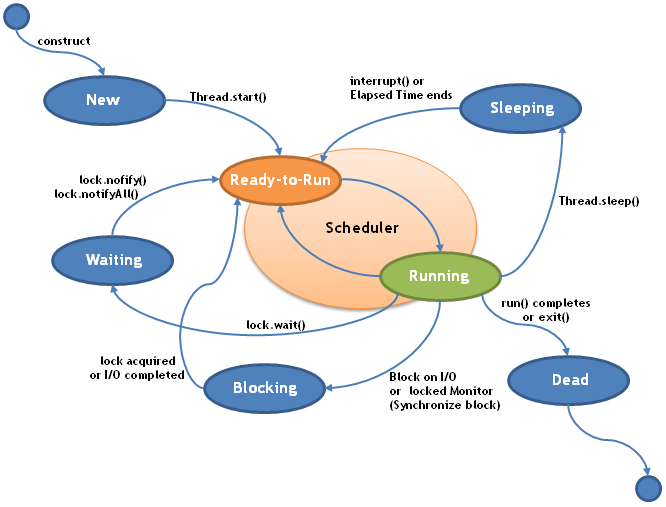 construct
New
Thread.start()
interrupt() or
Elapsed Time ends
Sleeping
lock.nofify()
lock.notifyAll()
Ready-to-Run
Thread.sleep()
Scheduler
Waiting
Running
run() completes
or exit()
lock.wait()
lock acquired
or I/O completed
Blocking
Block on I/O
or locked Monitor
(Synchronize block)
Dead